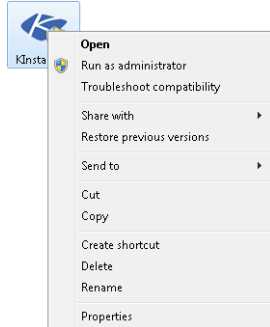 KInsta
Open
Run as administrator
Troubleshoot compatibility
Share with
Restore previous versions
Send to
Cut
Copy
Create shortcut
Delete
Rename
Properties